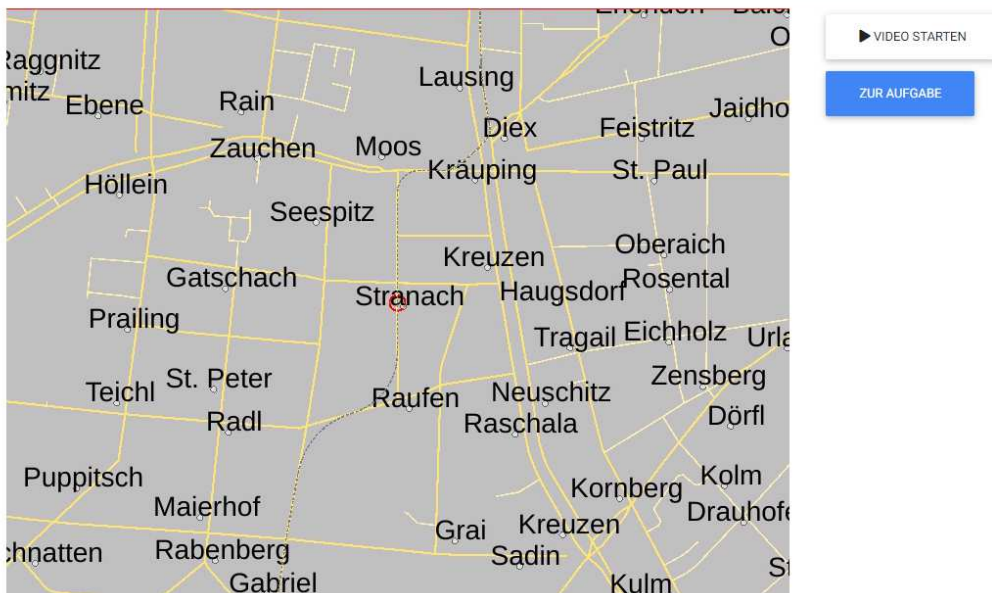 VIDEO STARTEN
ZUR AUFGABE
Raggnitz
Ebene
Rain
Lausing
Diex
Feistritz
Zauchen
Moos
Kräuping
St. Paul
Höllein
Seespitz
Kreuzen
Oberaich
Gatschach
Stranach
Haugsdorf
Rosental
Prailing
Tragail
Eichholz
Teichl
St. Peter
Raufen
Neuschitz
Zensberg
Radl
Raschala
Dörfl
Puppitsch
Maierhof
Kornberg
Kolm
Grai
Kreuzen
Rabenberg
Sadin
Gabriel
Kulm